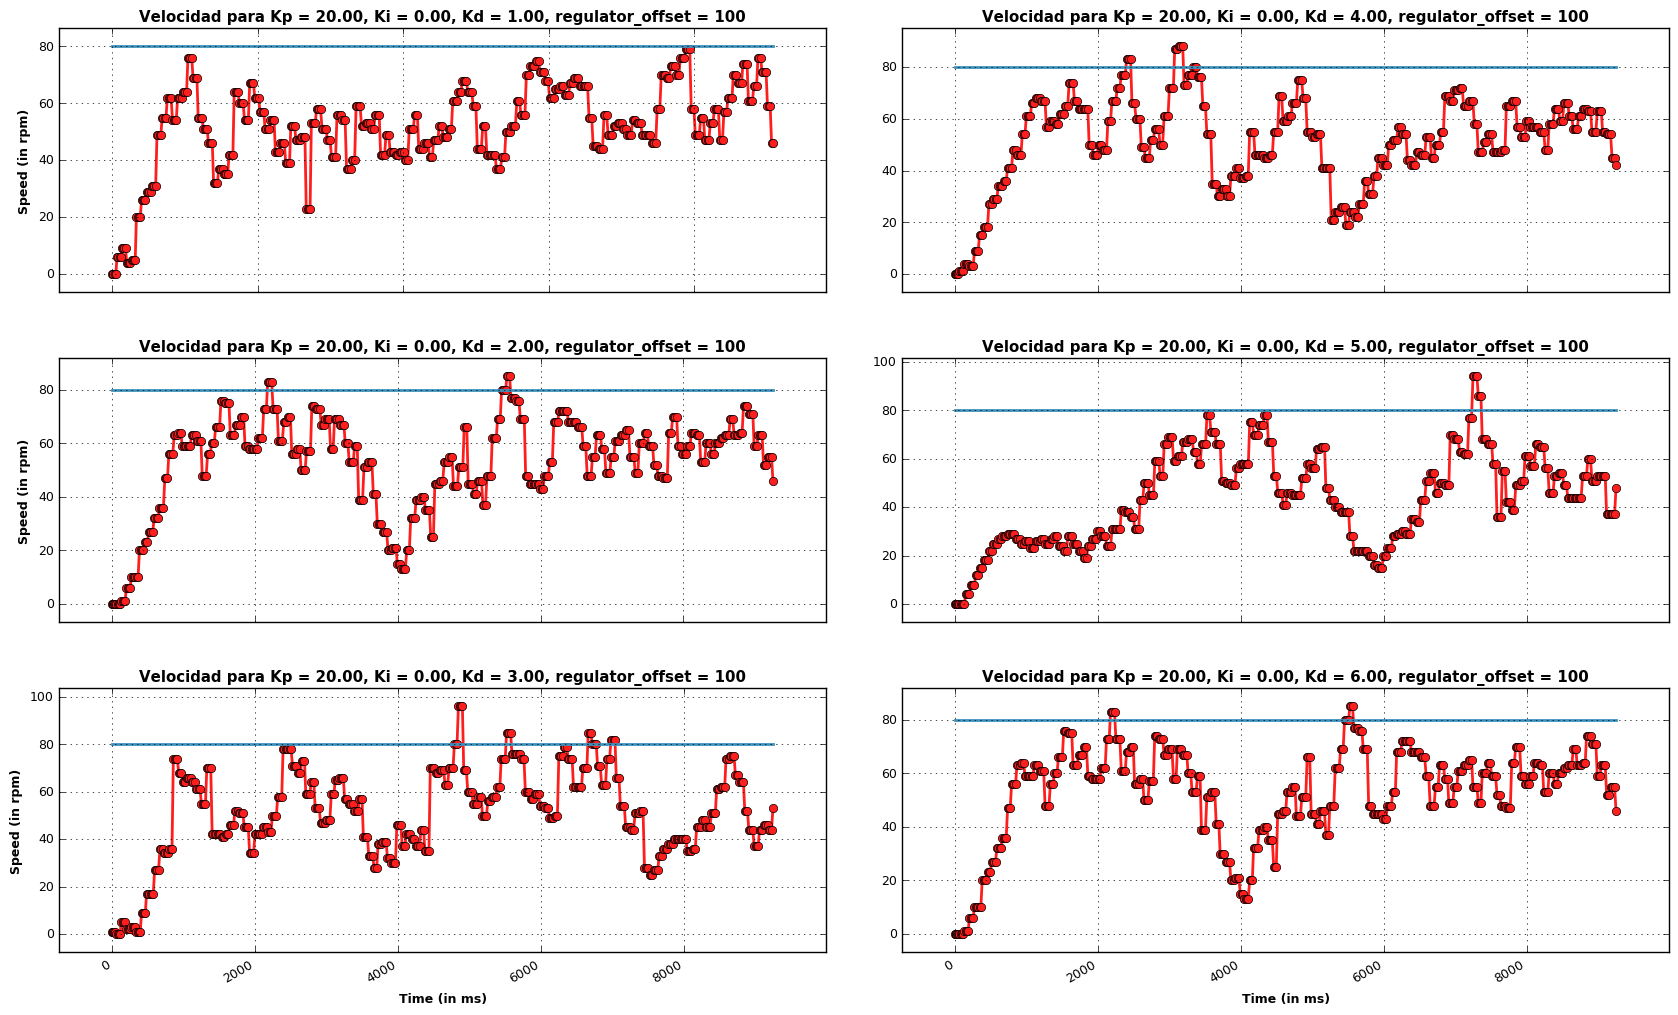 Velocidad para Kp = 20.00, Ki = 0.00, Kd = 1.00, regulator_offset = 100
80
60
40
20
0
Speed (in rpm)
Velocidad para Kp = 20.00, Ki = 0.00, Kd = 4.00, regulator_offset = 100
80
60
40
20
0
Velocidad para Kp = 20.00, Ki = 0.00, Kd = 2.00, regulator_offset = 100
80
60
40
20
0
Speed (in rpm)
Velocidad para Kp = 20.00, Ki = 0.00, Kd = 5.00, regulator_offset = 100
100
80
60
40
20
0
Velocidad para Kp = 20.00, Ki = 0.00, Kd = 3.00, regulator_offset = 100
100
80
60
40
20
0
Speed (in rpm)
0 2000 4000 6000 8000
Time (in ms)
Velocidad para Kp = 20.00, Ki = 0.00, Kd = 6.00, regulator_offset = 100
80
60
40
20
0
0 2000 4000 6000 8000
Time (in ms)